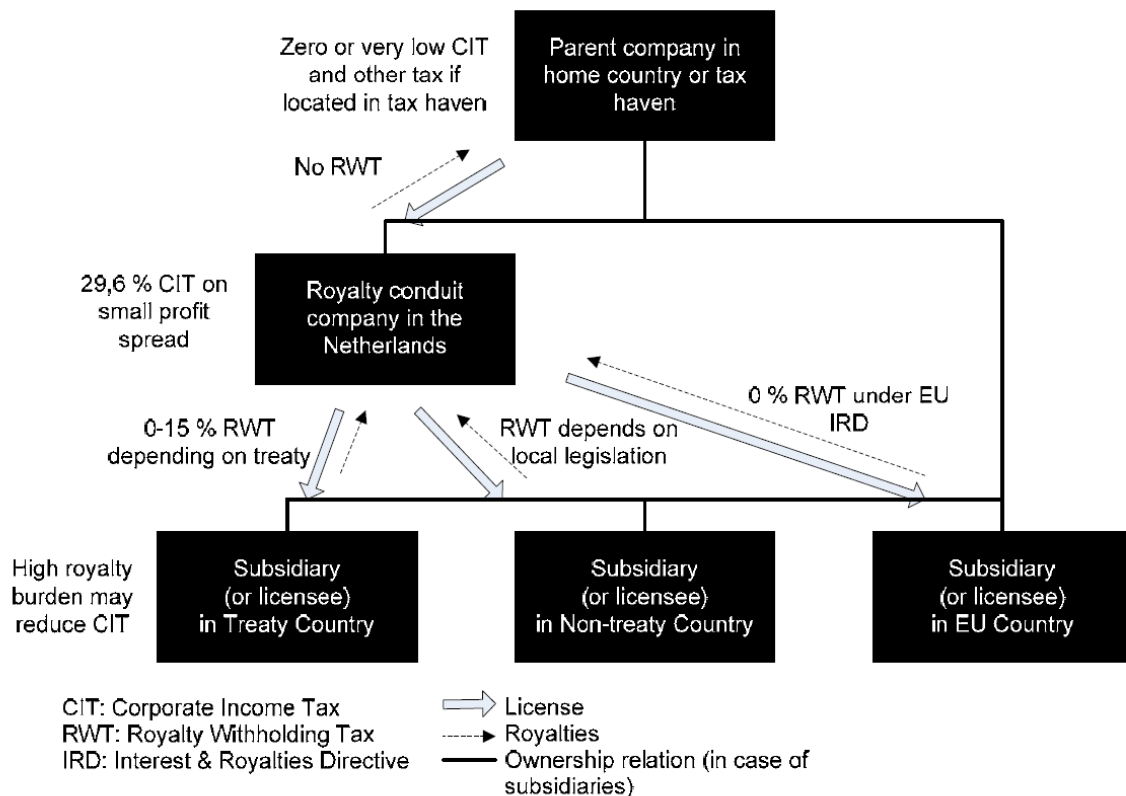 Zero or very low CIT
and other tax if
located in tax haven
Parent company in
home country or tax
haven
No RWT
29,6 % CIT on
small profit
spread
Royalty conduit
company in the
Netherlands
0-15 % RWT
depending on treaty
RWT depends on
local legislation
0 % RWT under EU
IRD
High royalty
burden may
reduce CIT
Subsidiary
(or licensee)
in Treaty Country
Subsidiary
(or licensee)
in Non-treaty Country
Subsidiary
(or licensee)
in EU Country
CIT: Corporate Income Tax
RWT: Royalty Withholding Tax
IRD: Interest & Royalties Directive
License
Royalties
Ownership relation (in case of
subsidiaries)